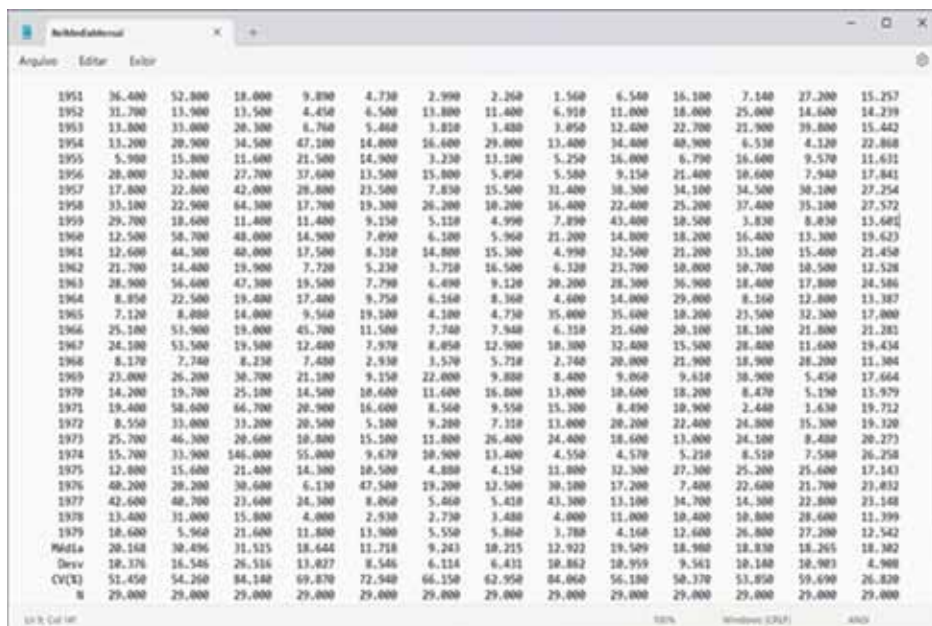 RelMediaMensal
Arquivo Editar Exibir
1951 36.400 52.800 18.000 9.890 4.730 2.990 2.260 1.560 6.540 16.100 7.140 27.200 15.257
1952 31.700 13.900 13.500 4.450 6.500 13.800 11.400 6.910 11.000 18.000 25.000 14.600 14.239
1953 13.800 33.000 20.300 6.760 5.460 3.810 3.480 3.050 12.400 22.700 21.900 39.800 15.442
1954 13.200 20.900 34.500 47.100 14.000 16.600 29.000 13.400 34.400 40.900 6.530 4.120 22.868
1955 5.980 15.800 11.600 21.500 14.900 3.230 13.100 5.250 16.000 6.790 16.600 9.570 11.631
1956 28.000 32.800 27.700 37.600 13.500 15.800 5.050 5.580 9.150 21.400 10.600 7.940 17.841
1957 17.800 22.800 42.000 28.800 23.500 7.830 15.500 31.400 38.300 34.100 34.500 30.100 27.254
1958 33.100 22.900 64.300 17.700 19.300 26.200 10.200 16.400 22.400 25.200 37.400 35.100 27.572
1959 29.700 18.600 11.400 11.400 9.150 5.110 4.990 7.890 43.400 10.500 3.830 8.030 13.601
1960 12.500 58.700 48.000 14.900 7.090 6.100 5.960 21.200 14.800 18.200 16.400 13.300 19.623
1961 12.600 44.300 40.000 17.500 8.310 14.800 15.300 4.990 32.500 21.200 33.100 15.400 21.450
1962 21.700 14.400 19.900 7.720 5.230 3.710 16.500 6.320 23.700 10.000 10.700 10.500 12.528
1963 28.900 56.600 47.300 19.500 7.790 6.490 9.120 20.200 28.300 36.900 18.400 17.800 24.586
1964 8.850 22.500 19.400 17.400 9.750 6.160 8.360 4.600 14.000 29.000 8.160 12.800 13.387
1965 7.120 8.080 14.000 9.560 19.100 4.100 4.730 35.000 35.600 10.200 23.500 32.300 17.000
1966 25.100 53.900 19.000 45.700 11.500 7.740 7.940 6.310 21.600 20.100 18.100 21.800 21.281
1967 24.100 53.500 19.500 12.400 7.970 8.050 12.900 10.300 32.400 15.500 28.400 11.600 19.434
1968 8.170 7.740 8.230 7.480 2.930 3.570 5.710 2.740 20.000 21.900 18.900 28.200 11.304
1969 23.000 26.200 30.700 21.100 9.150 22.000 9.880 8.400 9.060 9.610 38.900 5.450 17.664
1970 14.200 19.700 25.100 14.500 10.600 11.600 16.800 13.000 10.600 18.200 8.470 5.190 13.979
1971 19.400 58.600 66.700 20.900 16.600 8.560 9.550 15.300 8.490 10.900 2.440 1.630 19.712
1972 8.550 33.000 33.200 20.500 5.100 9.280 7.310 13.000 20.200 22.400 24.800 35.300 19.320
1973 25.700 46.300 20.600 10.800 15.100 11.800 26.400 24.400 18.600 13.000 24.100 8.480 20.273
1974 15.700 33.900 146.000 55.000 9.670 10.900 13.400 4.550 4.570 5.210 8.510 7.580 26.258
1975 12.800 15.600 21.400 14.300 10.500 4.880 4.150 11.800 32.300 27.300 25.200 25.600 17.143
1976 40.200 20.200 30.600 6.130 47.500 19.200 12.500 30.100 17.200 7.400 22.600 21.700 23.032
1977 42.600 40.700 23.600 24.300 8.060 5.460 5.410 43.300 13.100 34.700 14.300 22.800 23.148
1978 13.400 31.000 15.800 4.000 2.930 2.730 3.480 4.000 11.000 10.400 10.800 28.600 11.399
1979 10.600 5.960 21.600 11.800 13.900 5.550 5.860 3.780 4.160 12.600 26.800 27.200 12.542
Média 20.168 30.496 31.515 18.644 11.718 9.243 10.215 12.922 19.509 18.980 18.830 18.265 18.302
Desv 10.376 16.546 26.516 13.027 8.546 6.114 6.431 10.862 10.959 9.561 10.140 10.903 4.908
CV(%) 51.450 54.260 84.140 69.870 72.940 66.150 62.950 84.060 56.180 50.370 53.850 59.690 26.820
N 29.000 29.000 29.000 29.000 29.000 29.000 29.000 29.000 29.000 29.000 29.000 29.000 29.000
100% Windows (CRLF) ANSI